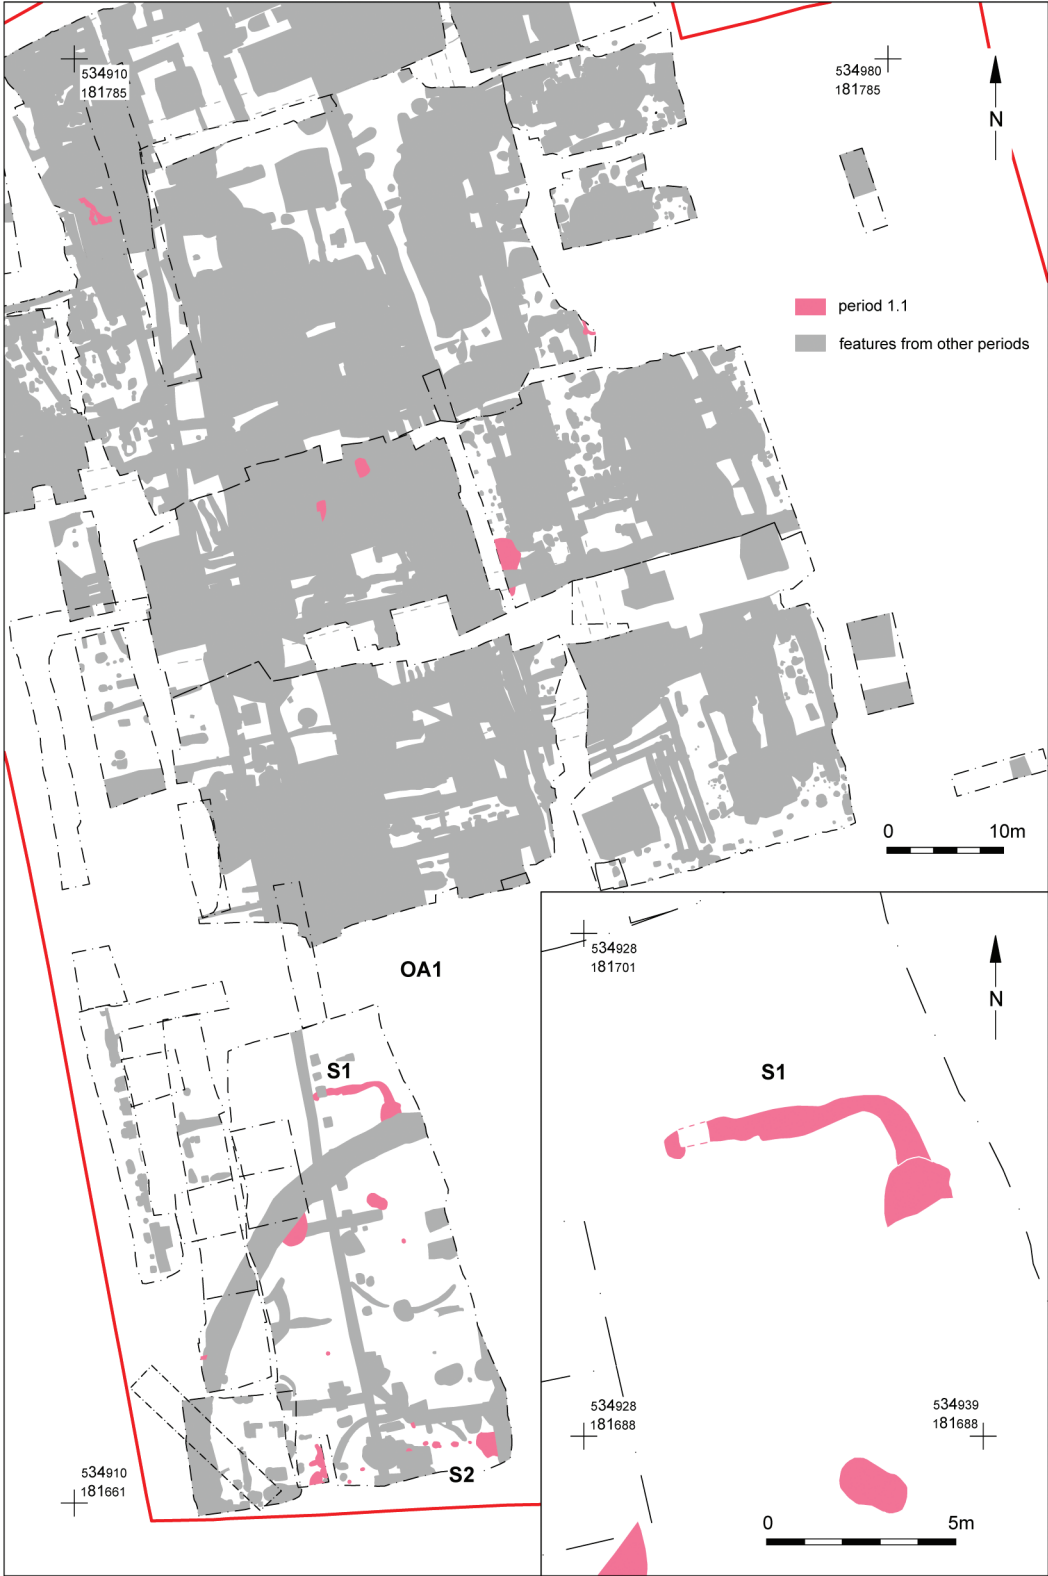 534910
181785
534980
181785
N
period 1.1
features from other periods
0 10m
OA1
534928
181701
N
S1
S1
534928
181688
534939
181688
534910
181661
S2
0 5m